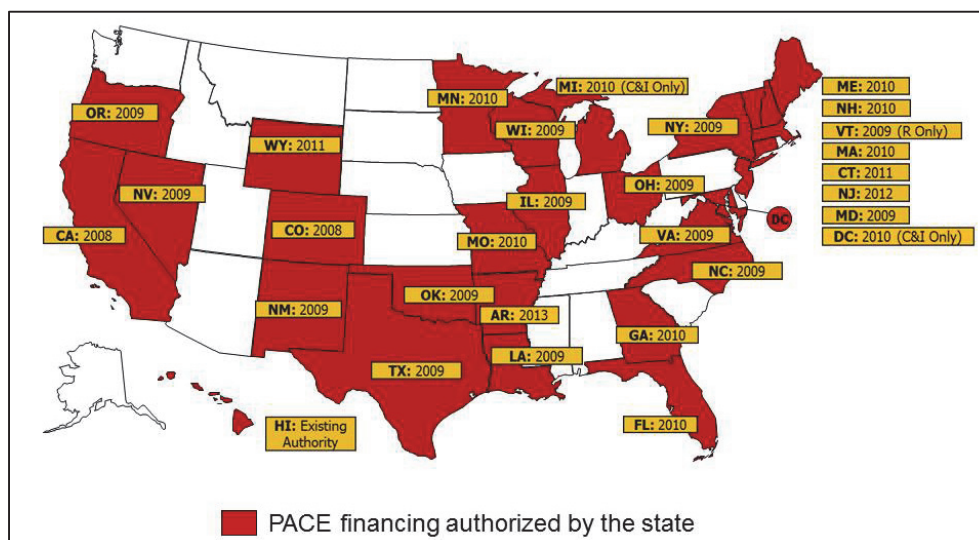 MN: 2010
MI: 2010 (C&I Only)
ME: 2010
NH: 2010
OR: 2009
WI: 2009
NY: 2009
VT: 2009 (R Only)
WY: 2011
MA: 2010
CT: 2011
NV: 2009
IL: 2009
OH: 2009
NJ: 2012
MD: 2009
DC
CA: 2008
CO: 2008
MO: 2010
VA: 2009
DC: 2010 (C&I Only)
NC: 2009
NM: 2009
OK: 2009
AR: 2013
GA: 2010
TX: 2009
LA: 2009
HI: Existing
Authority
FL: 2010
PACE financing authorized by the state